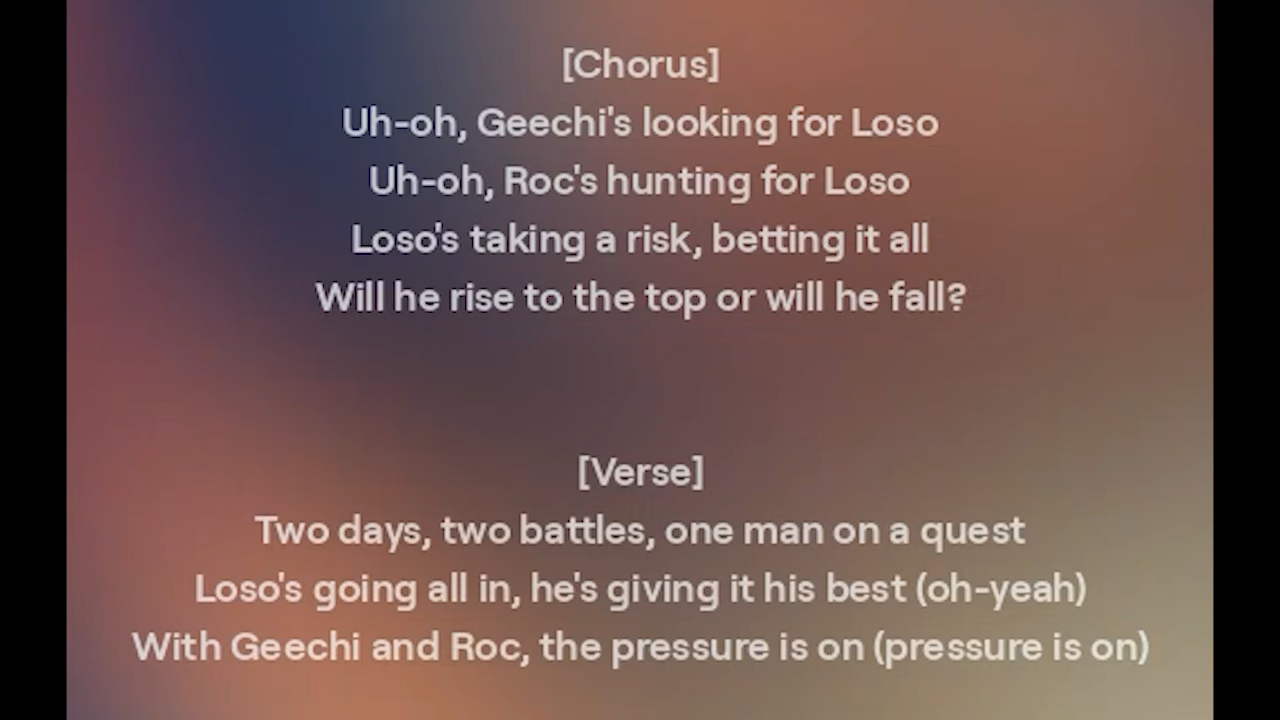 [Chorus]
Uh-oh, Geechi's looking for Loso
Uh-oh, Roc's hunting for Loso
Loso's taking a risk, betting it all
Will he rise to the top or will he fall?
[Verse]
Two days, two battles, one man on a quest
Loso's going all in, he's giving it his best (oh-yeah)
With Geechi and Roc, the pressure is on (pressure is on)